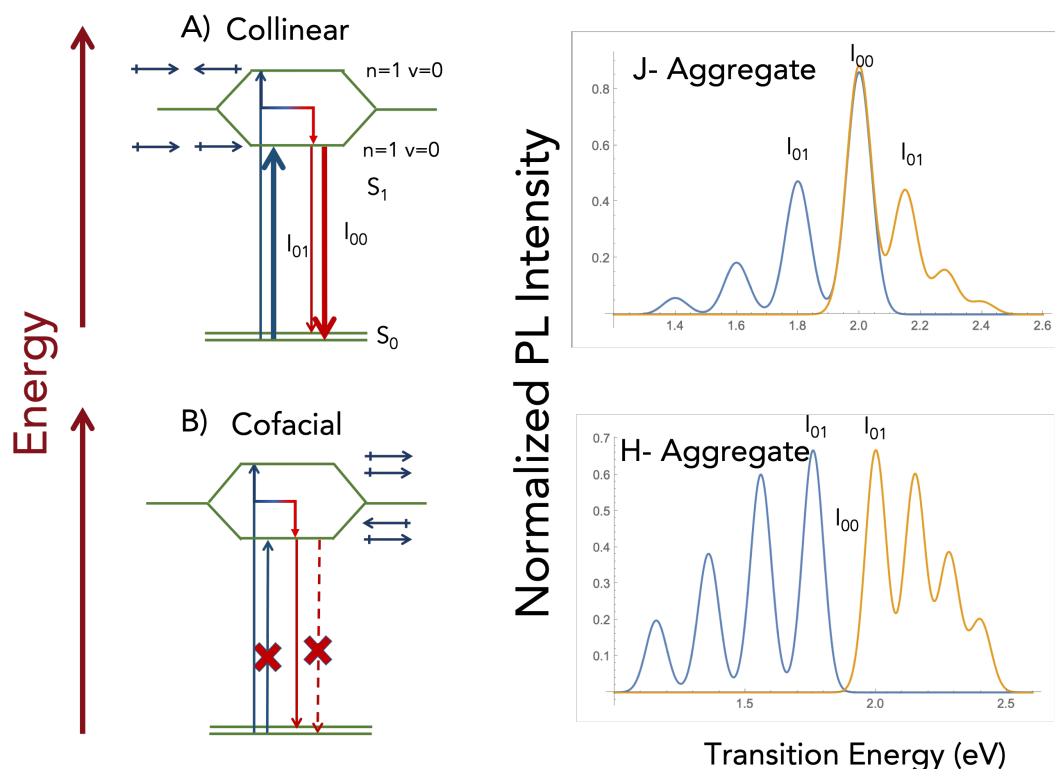 A) Collinear
n=1 v=0
n=1 v=0
S1
I01
I00
S0
Energy
B) Cofacial
Normalized PL Intensity
J- Aggregate
I00
I01
I01
0.8
0.6
0.4
0.2
1.4 1.6 1.8 2.0 2.2 2.4 2.6
H- Aggregate
I01
I01
I00
0.7
0.6
0.5
0.4
0.3
0.2
0.1
1.5 2.0 2.5
Transition Energy (eV)